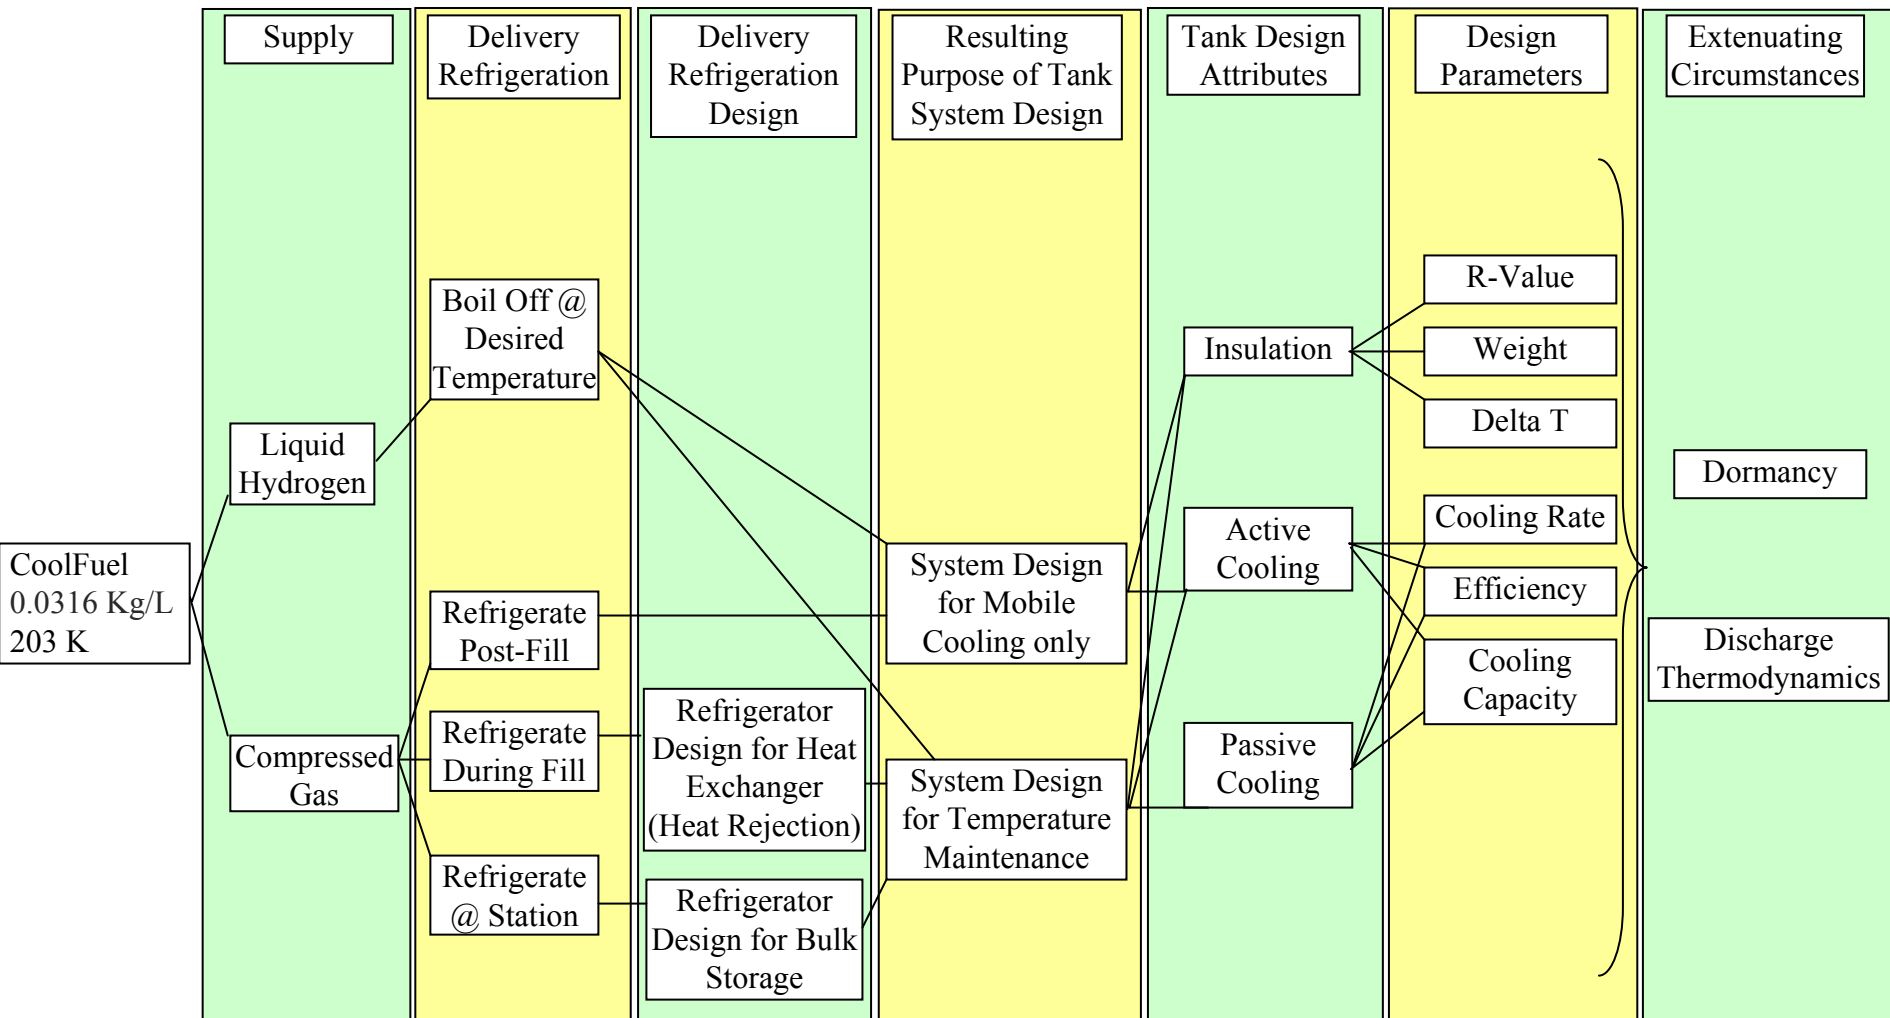 Supply
Delivery
Refrigeration
Delivery
Refrigeration
Design
Resulting
Purpose of Tank
System Design
Tank Design
Attributes
Design
Parameters
Extenuating
Circumstances
CoolFuel
0.0316 Kg/L
203 K
Liquid
Hydrogen
Compressed
Gas
Boil Off @
Desired
Temperature
Refrigerate
Post-Fill
Refrigerate
During Fill
Refrigerate
@ Station
Refrigerator
Design for Heat
Exchanger
(Heat Rejection)
Refrigerator
Design for Bulk
Storage
System Design
for Mobile
Cooling only
System Design
for Temperature
Maintenance
Insulation
Active
Cooling
Passive
Cooling
R-Value
Weight
Delta T
Cooling Rate
Efficiency
Cooling
Capacity
Dormancy
Discharge
Thermodynamics